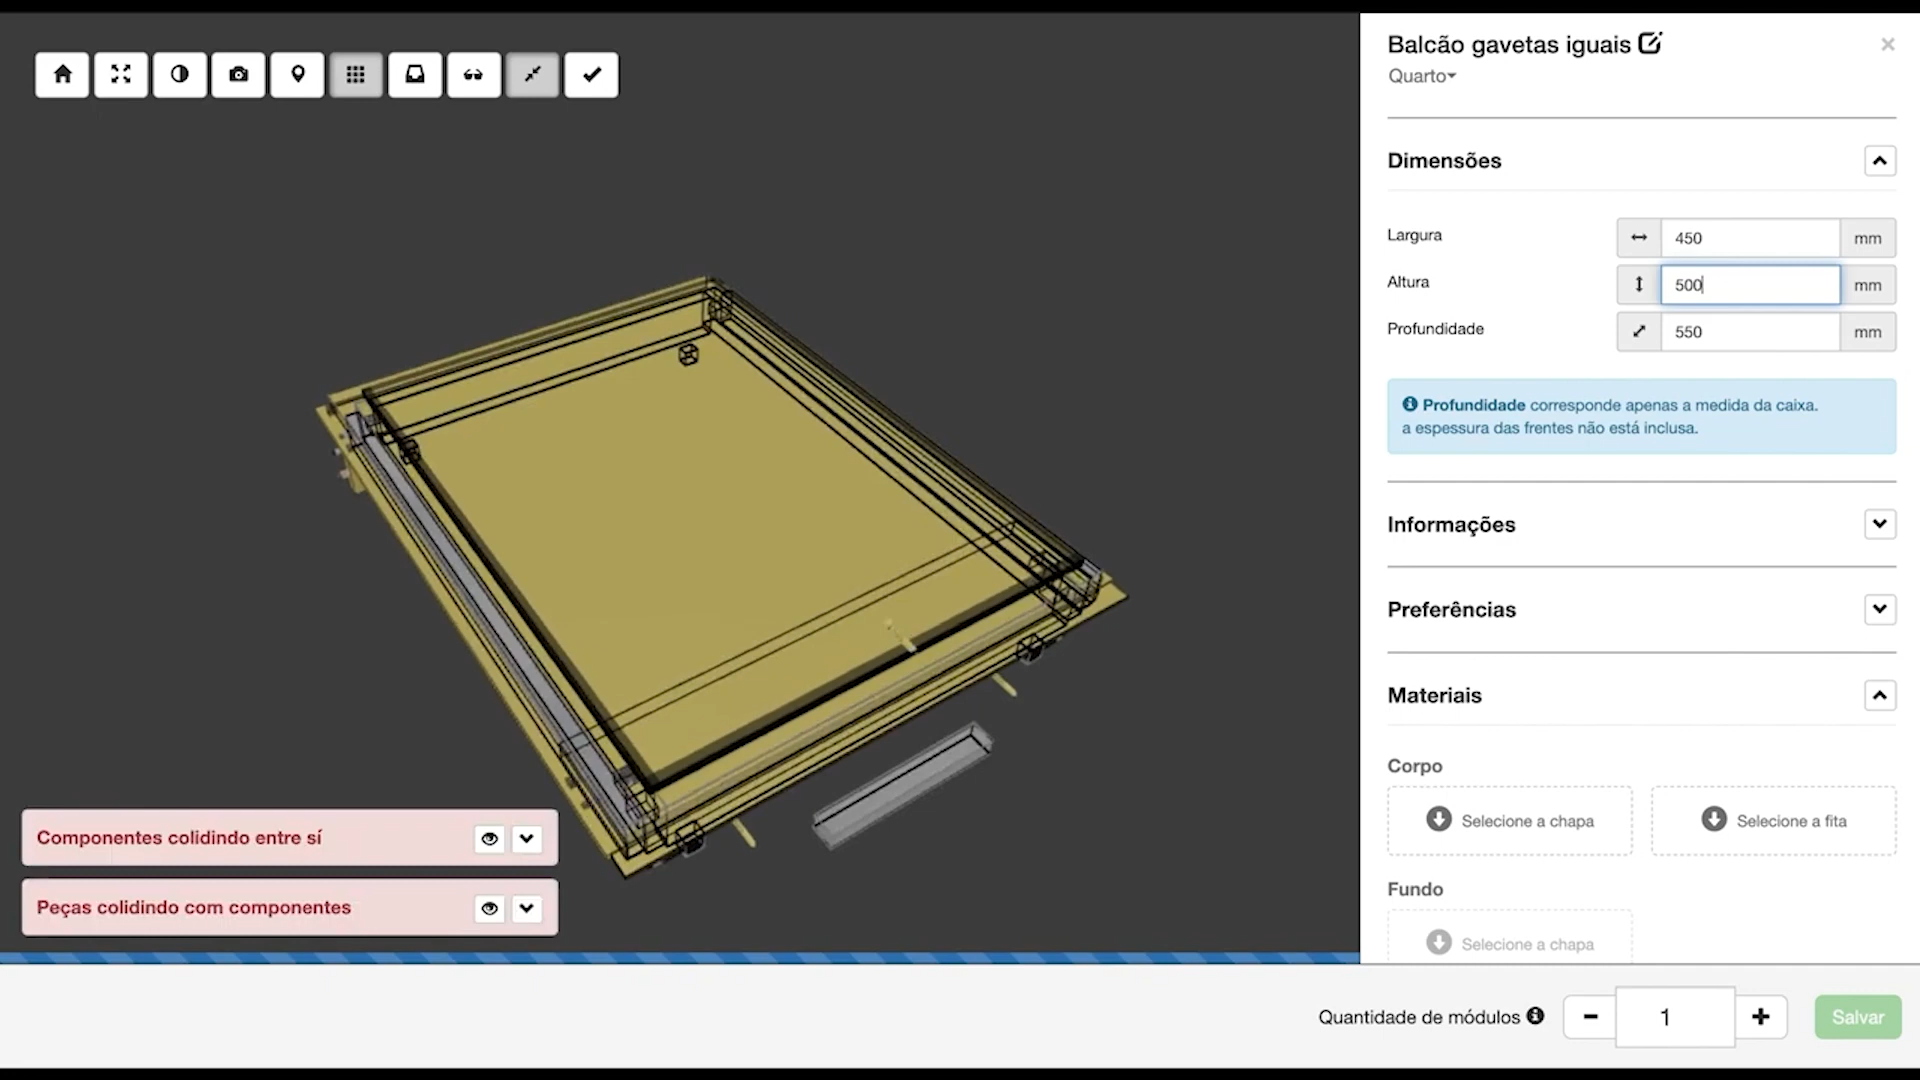 Balcão gavetas iguais
Quarto
Dimensões
Largura
450
mm
Altura
500
mm
Profundidade
550
mm
Profundidade corresponde apenas a medida da caixa.
a espessura das frentes não está inclusa.
Informações
Preferências
Materiais
Corpo
Selecione a chapa
Selecione a fita
Fundo
Selecione a chapa
Componentes colidindo entre sí
Peças colidindo com componentes
Quantidade de módulos
1
Salvar